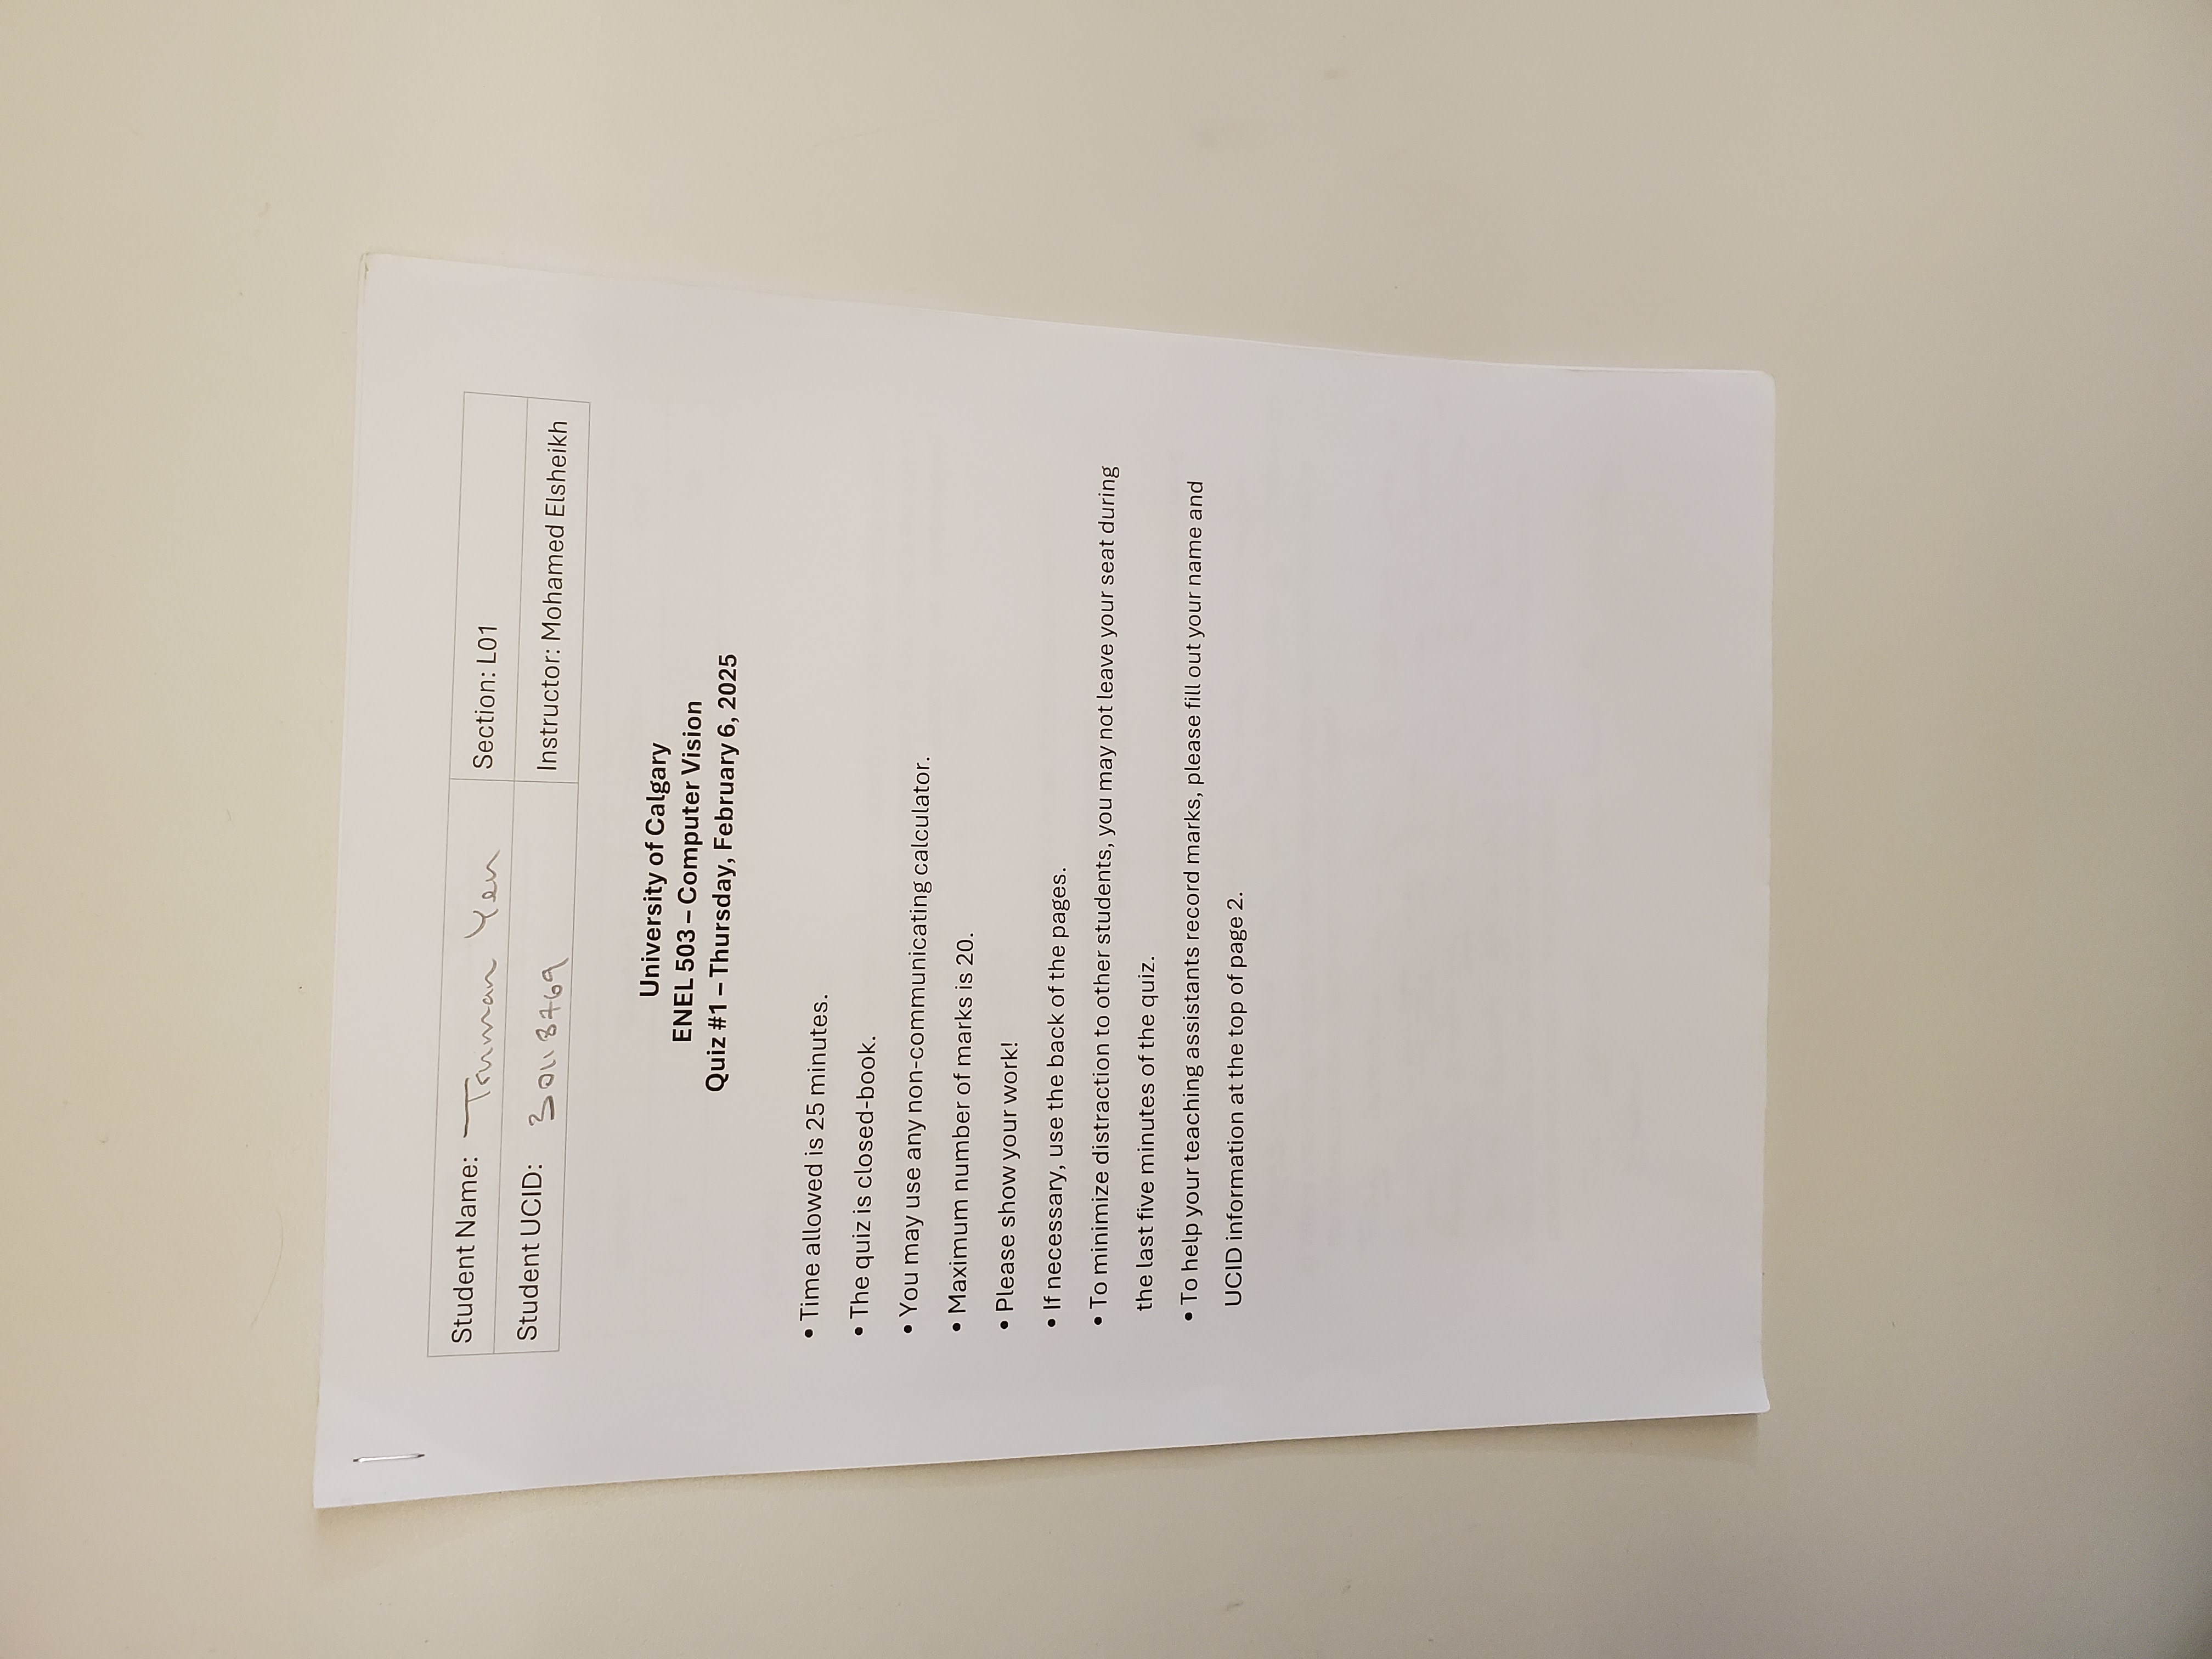 Student Name: Truman Yen
Section: L01
Student UCID: 30118769
Instructor: Mohamed Elsheikh
University of Calgary
ENEL 503 – Computer Vision
Quiz #1 – Thursday, February 6, 2025
• Time allowed is 25 minutes.
• The quiz is closed-book.
• You may use any non-communicating calculator.
• Maximum number of marks is 20.
• Please show your work!
• If necessary, use the back of the pages.
• To minimize distraction to other students, you may not leave your seat during
the last five minutes of the quiz.
• To help your teaching assistants record marks, please fill out your name and
UCID information at the top of page 2.